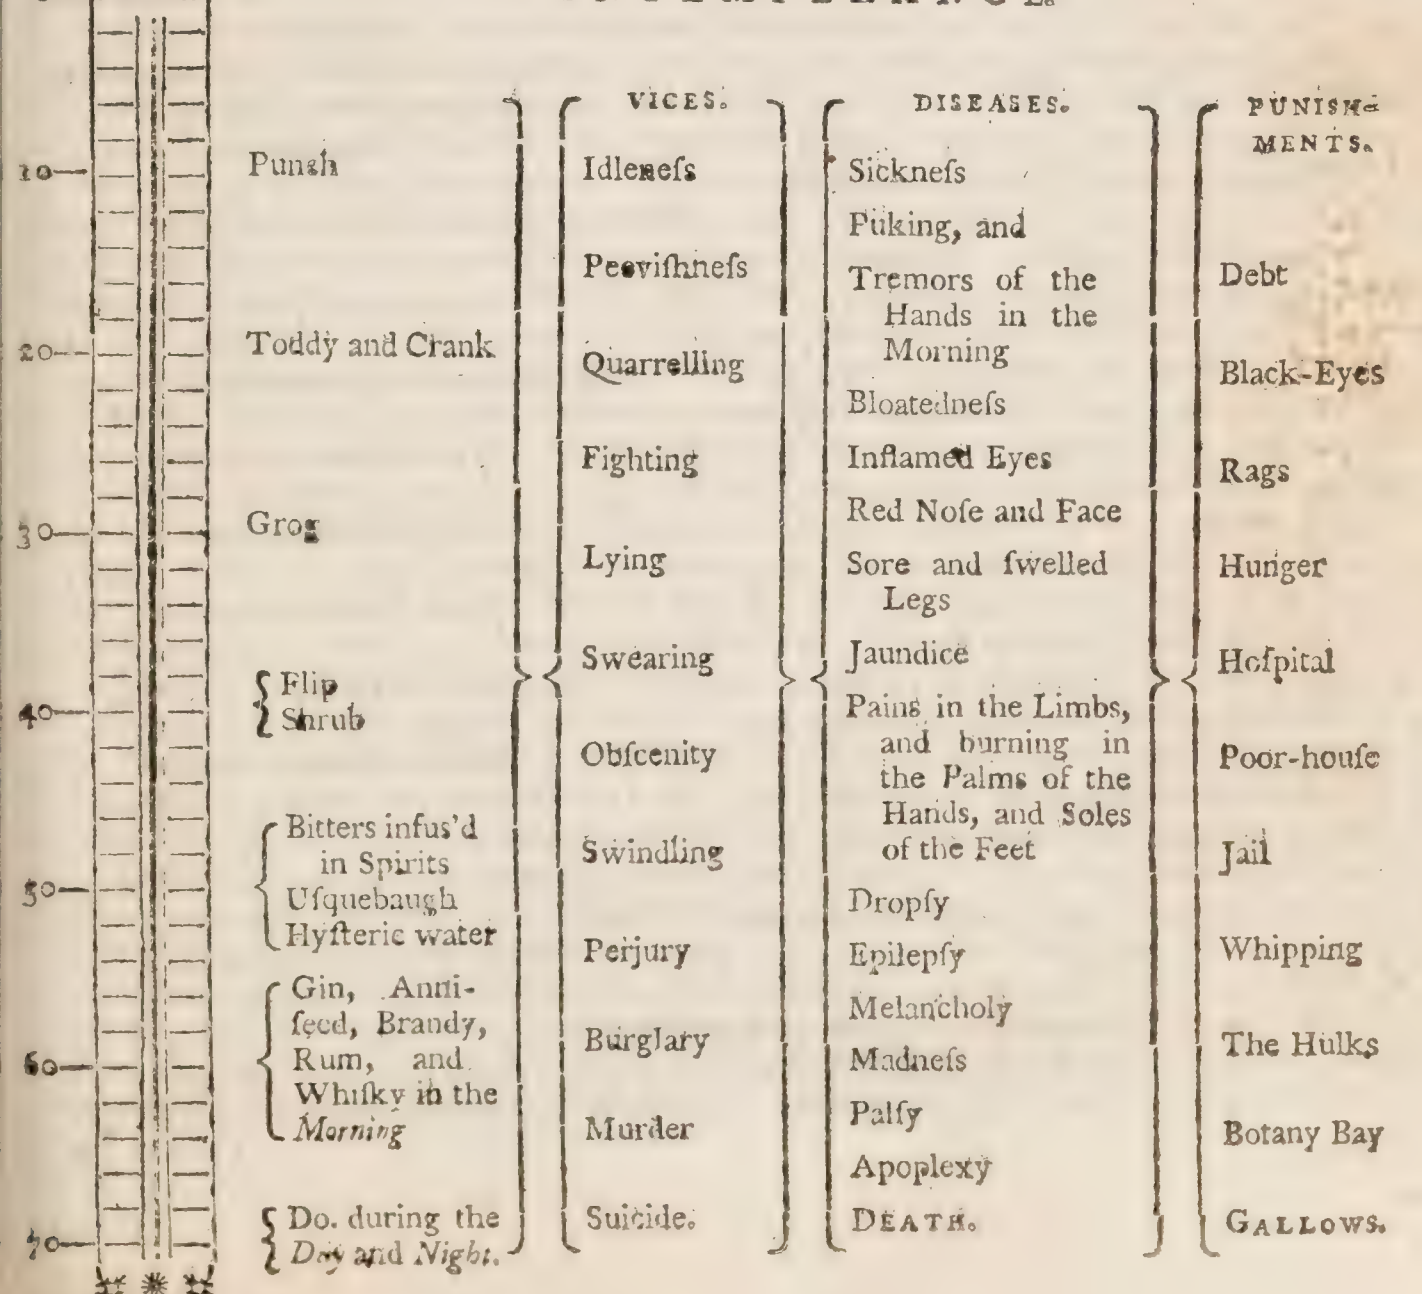 INTEMPERANCE.
10
20
30
40
50
60
70
Punch
Toddy and Crank
Grog
Flip
Shrub
Bitters infus'd
in Spirits
Uſquebaugh
Hyſteric water
Gin, Anni-
ſeed, Brandy,
Rum, and
Whiſky in the
Morning
Do. during the
Day and Night.
VICES.
Idleneſs
Peeviſhneſs
Quarrelling
Fighting
Lying
Swearing
Obſcenity
Swindling
Perjury
Burglary
Murder
Suicide.
DISEASES.
Sickneſs
Puking, and
Tremors of the
Hands in the
Morning
Bloatedneſs
Inflamed Eyes
Red Noſe and Face
Sore and ſwelled
Legs
Jaundice
Pains in the Limbs,
and burning in
the Palms of the
Hands, and Soles
of the Feet
Dropſy
Epilepſy
Melancholy
Madneſs
Palſy
Apoplexy
DEATH.
PUNISH-
MENTS.
Debt
Black-Eyes
Rags
Hunger
Hoſpital
Poor-houſe
Jail
Whipping
The Hulks
Botany Bay
GALLOWS.